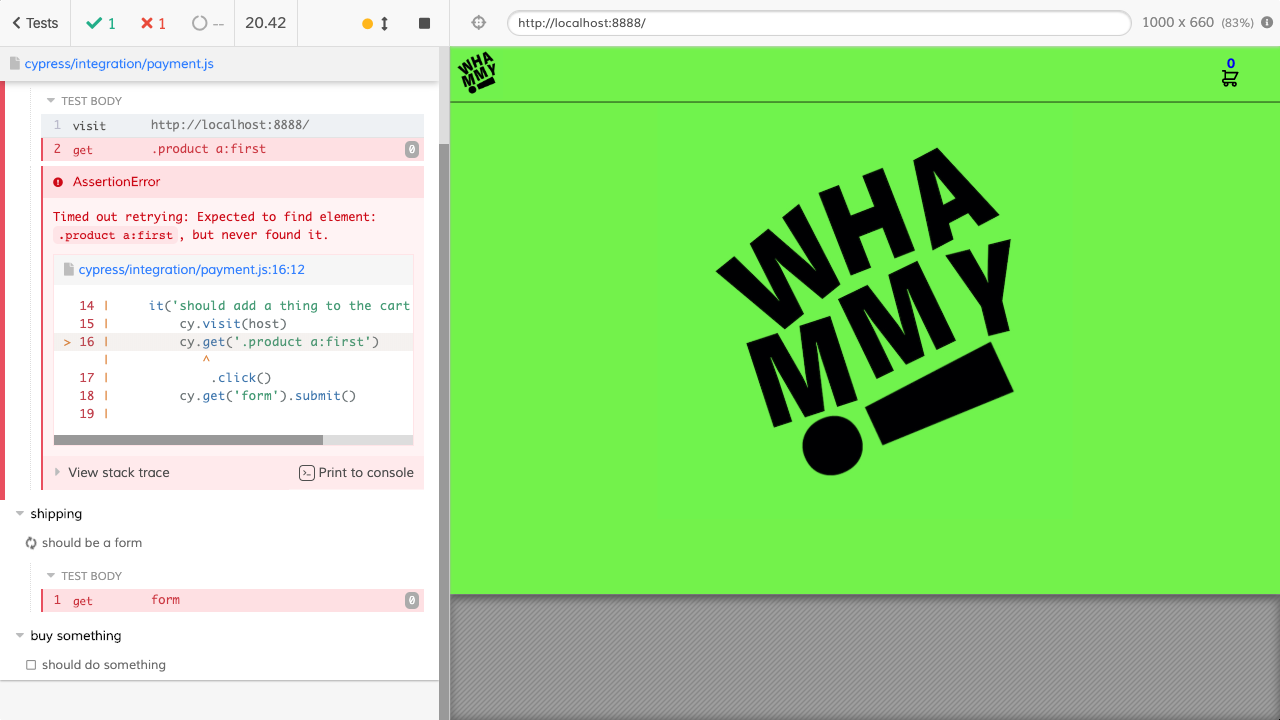 Tests 1 1 -- 20.42
http://localhost:8888/ 1000 x 660 (83%)
cypress/integration/payment.js
TEST BODY
1 visit http://localhost:8888/
2 get .product a:first 0
AssertionError
Timed out retrying: Expected to find element:
.product a:first, but never found it.
cypress/integration/payment.js:16:12
14 | it('should add a thing to the cart
15 | cy.visit(host)
> 16 | cy.get('.product a:first')
| ^
17 | .click()
18 | cy.get('form').submit()
19 |
View stack trace Print to console
shipping
should be a form
TEST BODY
1 get form 0
buy something
should do something
WHA
MMY
0
WHA
MMY